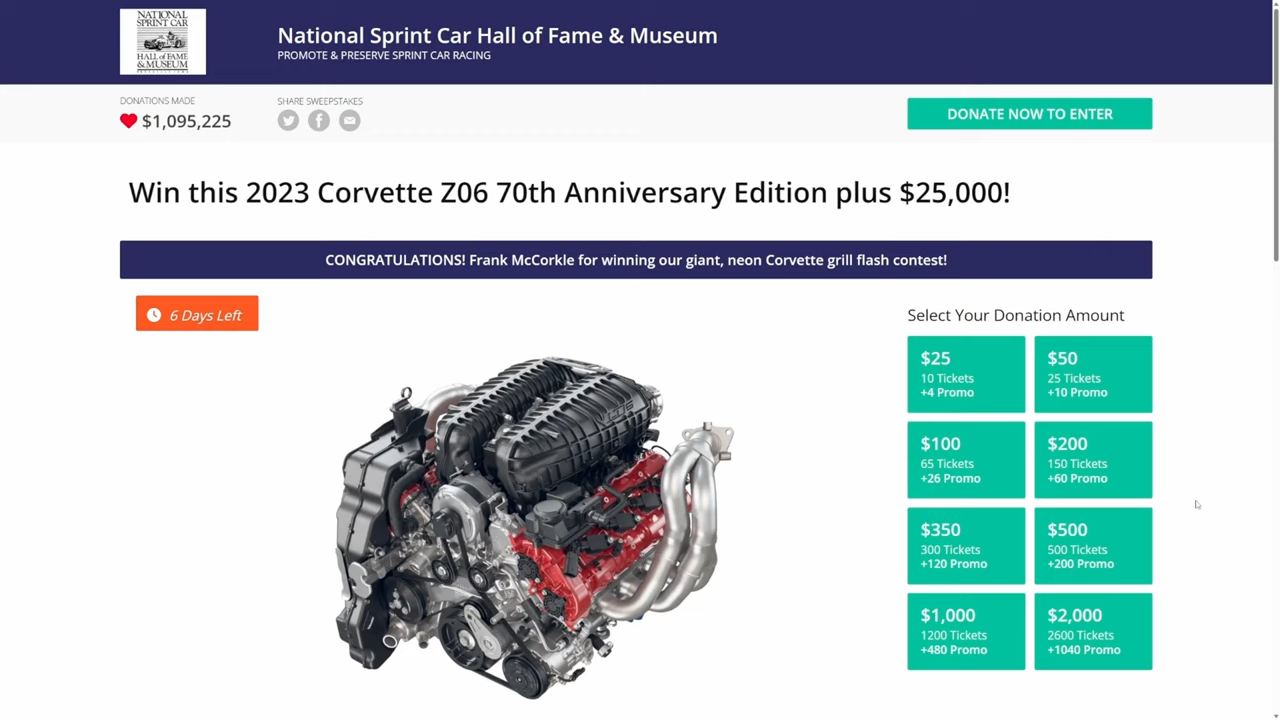 NATIONAL
SPRINT CAR
HALL of FAME
& MUSEUM
National Sprint Car Hall of Fame & Museum
PROMOTE & PRESERVE SPRINT CAR RACING
DONATIONS MADE
$1,095,225
SHARE SWEEPSTAKES
DONATE NOW TO ENTER
Win this 2023 Corvette Z06 70th Anniversary Edition plus $25,000!
CONGRATULATIONS! Frank McCorkle for winning our giant, neon Corvette grill flash contest!
6 Days Left
Select Your Donation Amount
$25
10 Tickets
+4 Promo
$50
25 Tickets
+10 Promo
$100
65 Tickets
+26 Promo
$200
150 Tickets
+60 Promo
$350
300 Tickets
+120 Promo
$500
500 Tickets
+200 Promo
$1,000
1200 Tickets
+480 Promo
$2,000
2600 Tickets
+1040 Promo